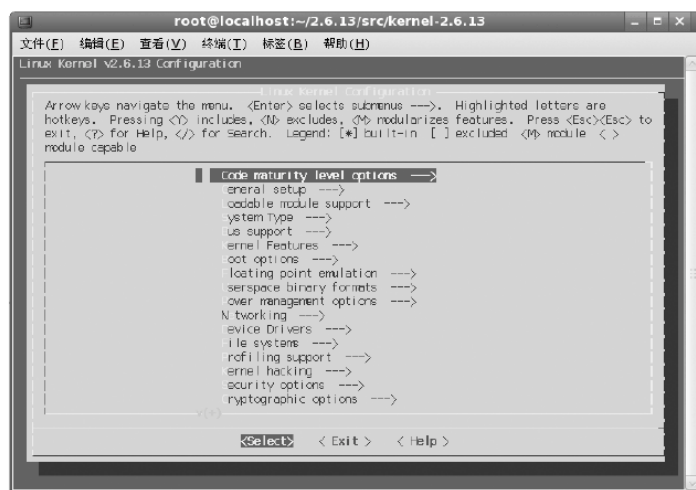 root@localhost:~/2.6.13/src/kernel-2.6.13
文件(F) 编辑(E) 查看(V) 终端(T) 标签(B) 帮助(H)
Linux Kernel v2.6.13 Configuration
Linux Kernel Configuration
Arrow keys navigate the menu. <Enter> selects submenus --->. Highlighted letters are
hotkeys. Pressing <Y> includes, <N> excludes, <M> modularizes features. Press <Esc><Esc> to
exit, <?> for Help, </> for Search. Legend: [*] built-in [ ] excluded <M> module < >
module capable
Code maturity level options --->
eneral setup --->
oadable module support --->
ystem Type --->
us support --->
ernel Features --->
oot options --->
loating point emulation --->
serspace binary formats --->
ower management options --->
N tworking --->
evice Drivers --->
ile systems --->
rofiling support --->
ernel hacking --->
ecurity options --->
ryptographic options --->
v(+)
<Select> < Exit > < Help >